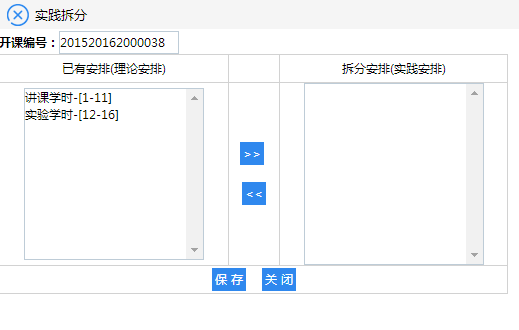 实践拆分
开课编号：201520162000038
已有安排(理论安排) 拆分安排(实践安排)
讲课学时-[1-11]
实验学时-[12-16]
>>
<<
保存 关闭